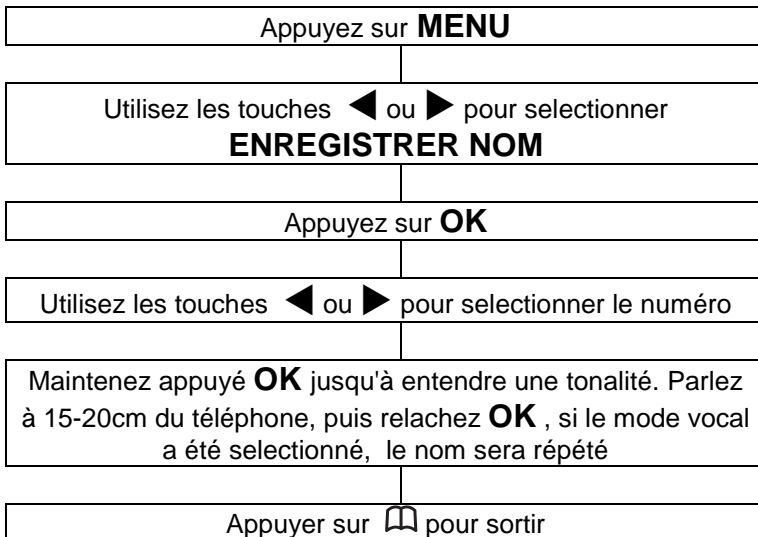 Appuyez sur MENU
Utilisez les touches ◀ ou ▶ pour selectionner
ENREGISTRER NOM
Appuyez sur OK
Utilisez les touches ◀ ou ▶ pour selectionner le numéro
Maintenez appuyé OK jusqu'à entendre une tonalité. Parlez
à 15-20cm du téléphone, puis relachez OK , si le mode vocal
a été selectionné, le nom sera répété
Appuyer sur 🕮 pour sortir